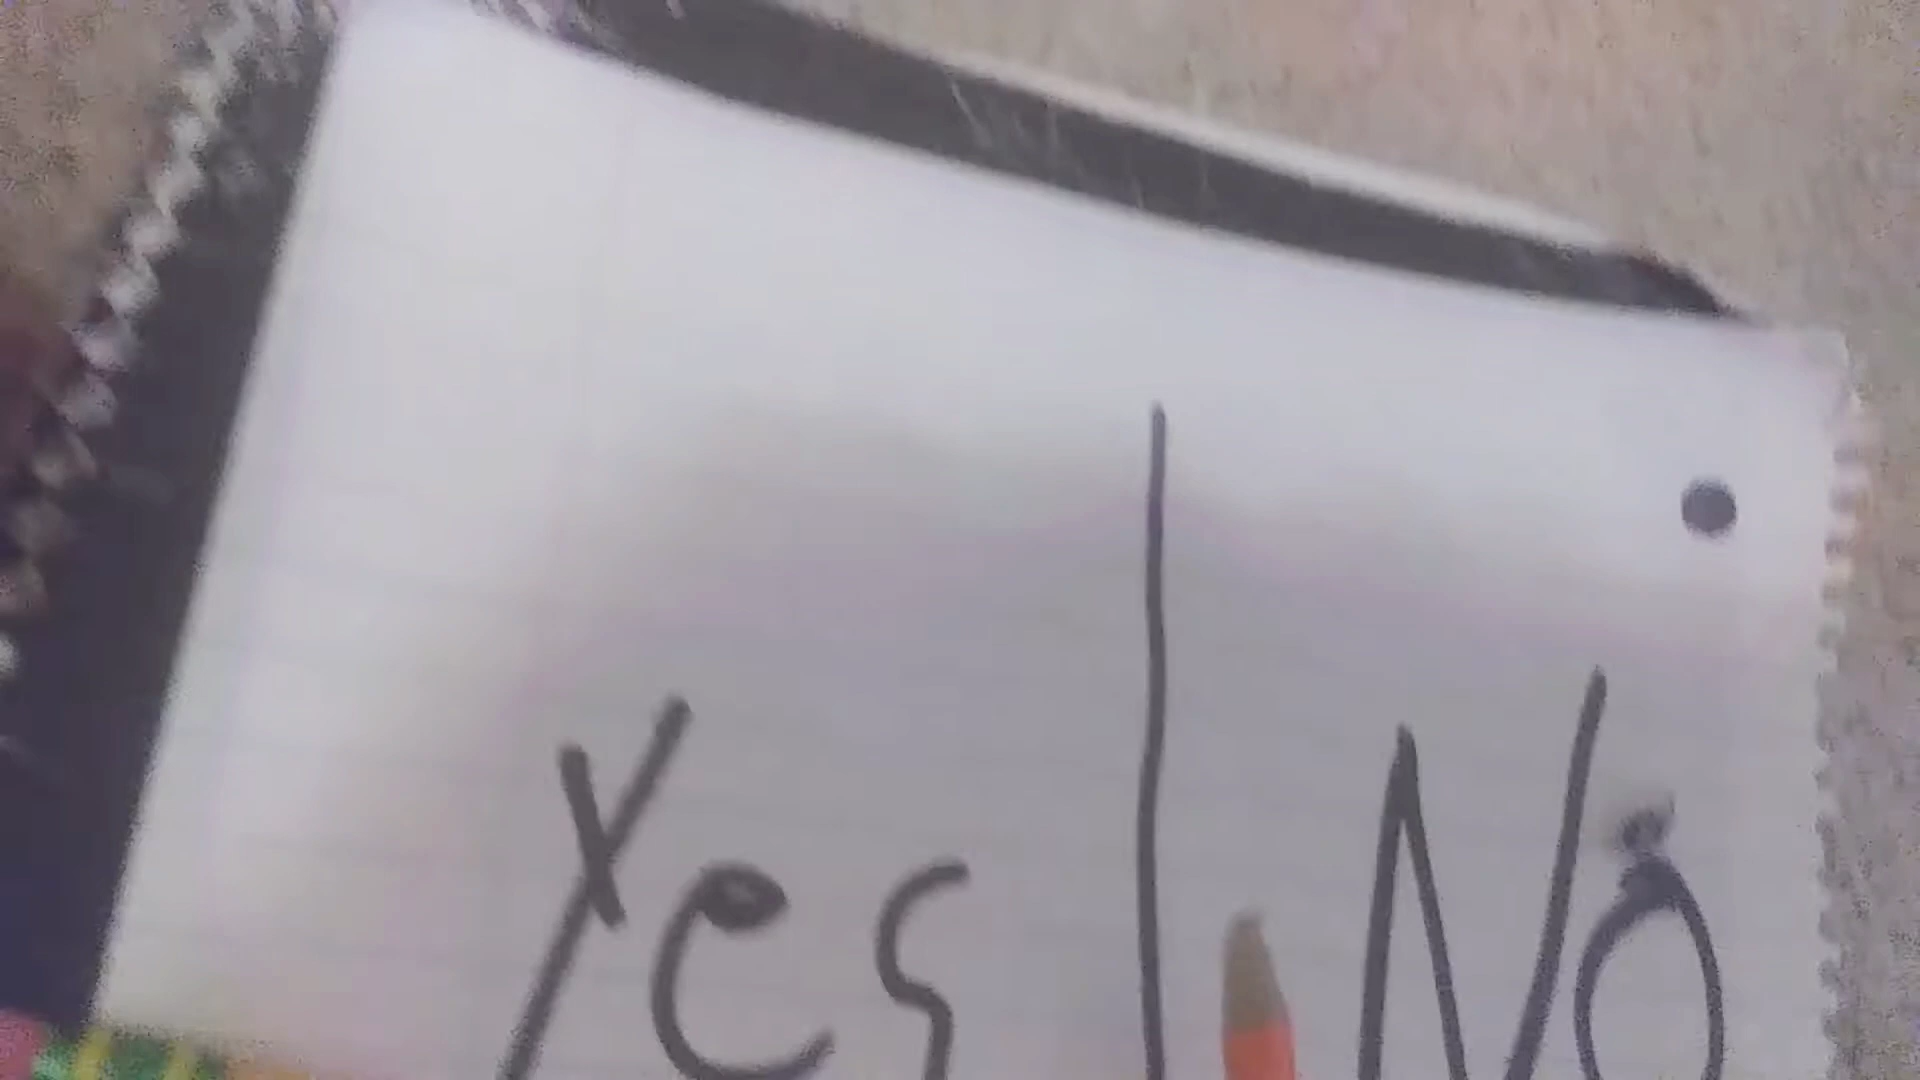 Yes | No